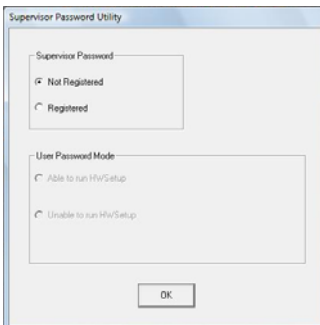 Supervisor Password Utility
Supervisor Password
Not Registered
Registered
User Password Mode
Able to run HWSetup
Unable to run HWSetup
OK